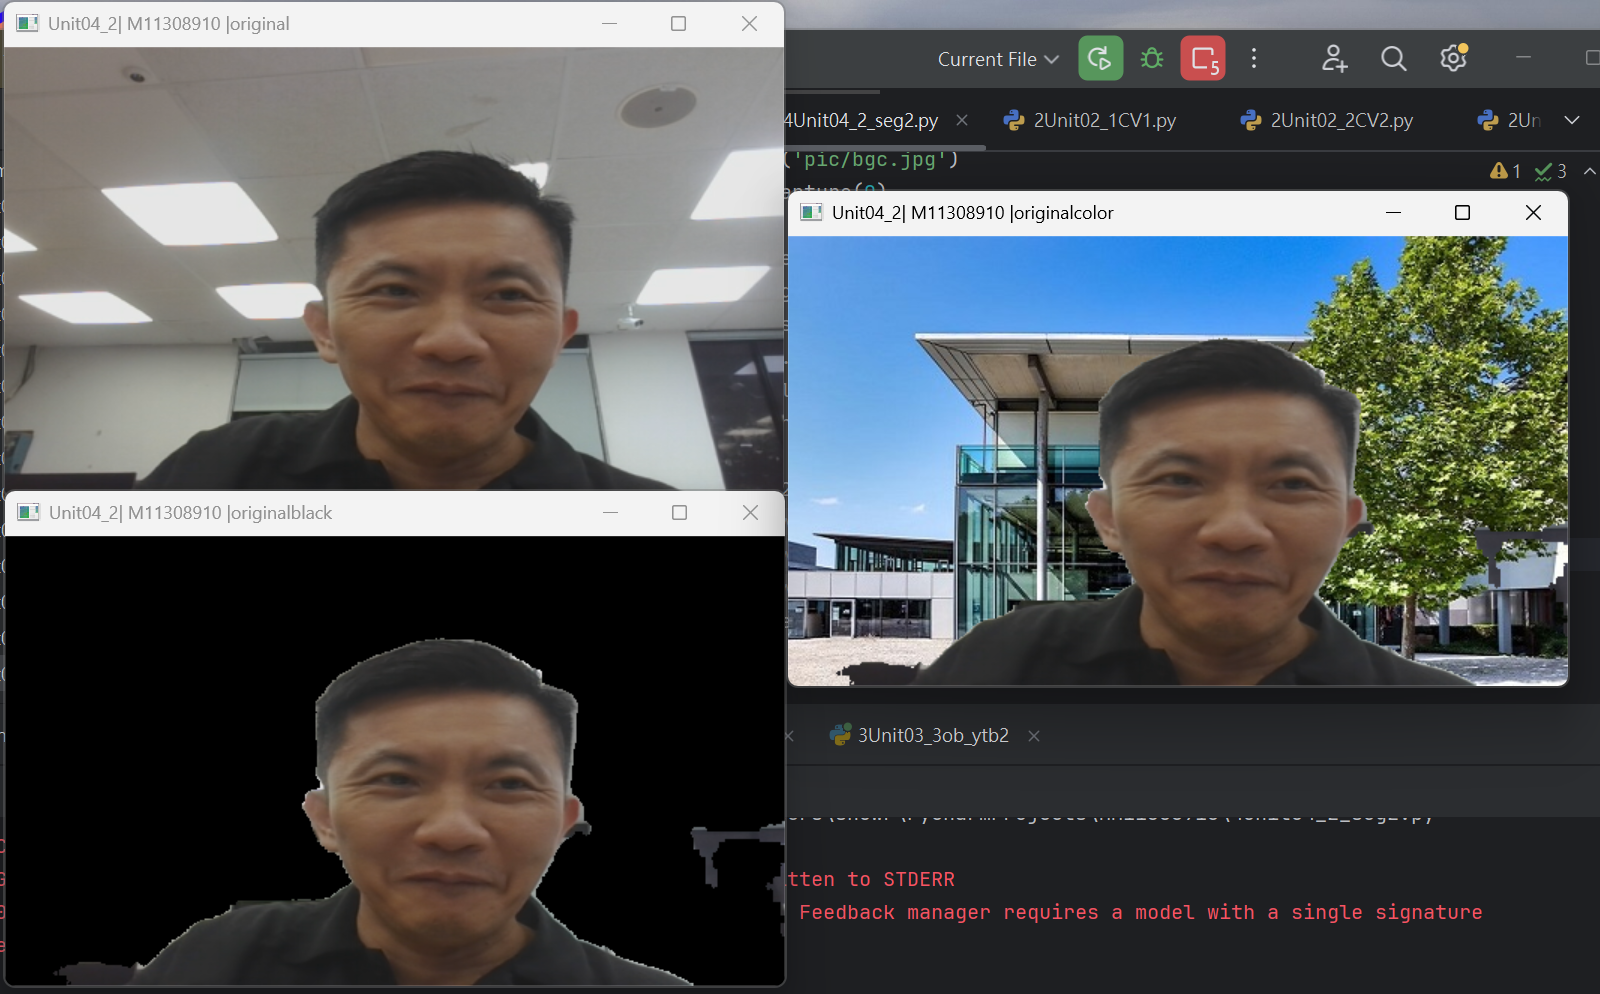 Unit04_2| M11308910 |original
Current File
5
4Unit04_2_seg2.py
2Unit02_1CV1.py
2Unit02_2CV2.py
2Un
('pic/bgc.jpg')
1
3
Unit04_2| M11308910 |originalcolor
Unit04_2| M11308910 |originalblack
3Unit03_3ob_ytb2
tten to STDERR
Feedback manager requires a model with a single signature